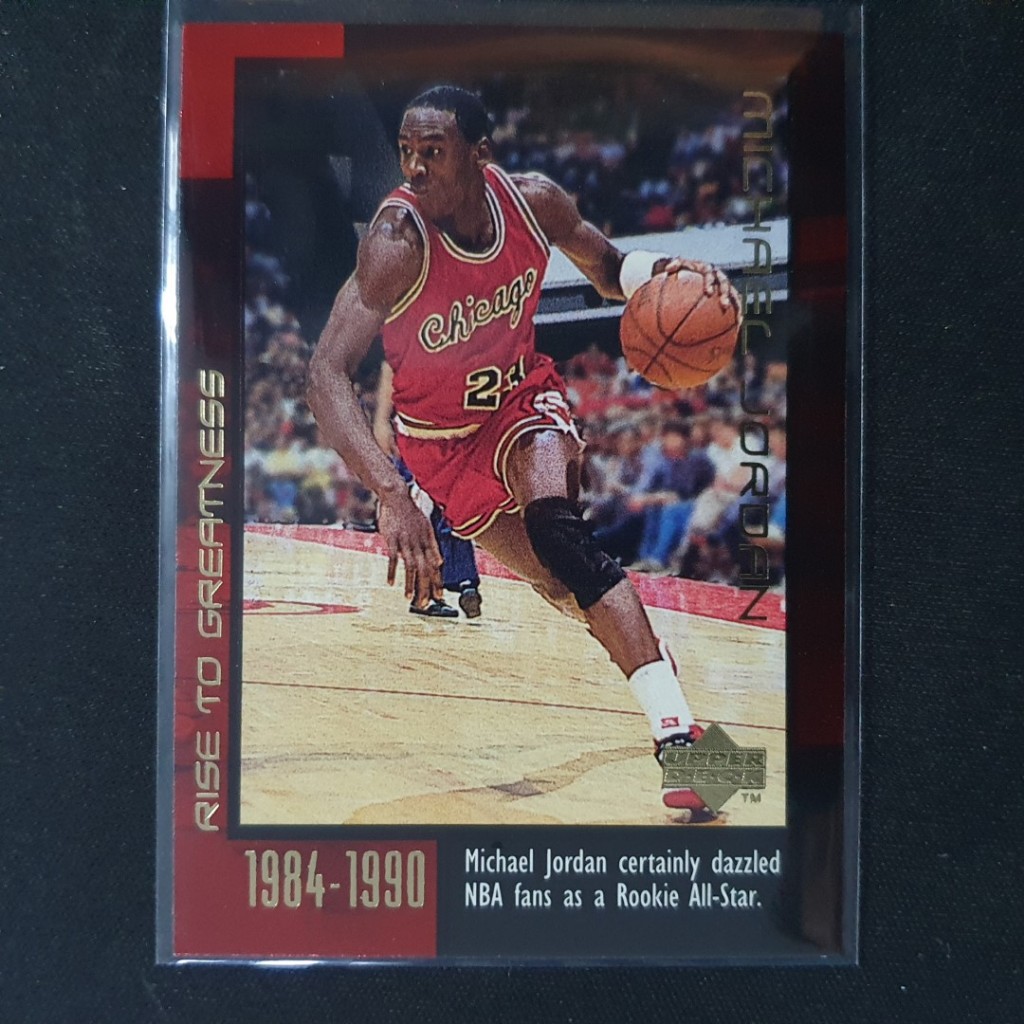 MICHAEL JORDAN
Chicago
23
RISE TO GREATNESS
UPPER
DECK
TM
1984-1990
Michael Jordan certainly dazzled
NBA fans as a Rookie All-Star.